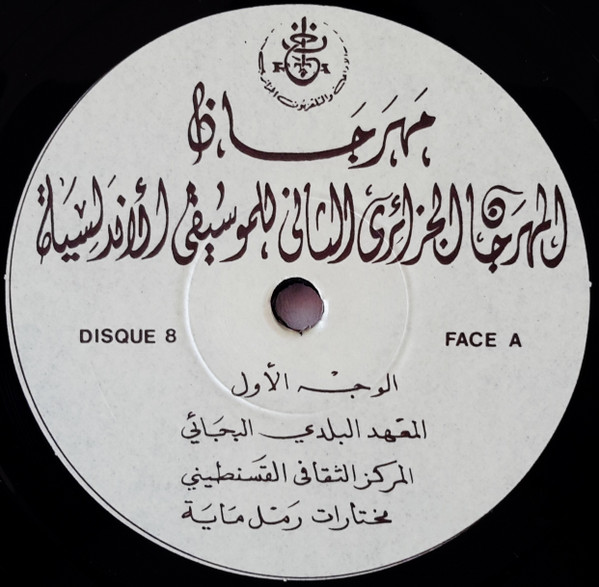 مهرجان
المهرجان الجزائري الثاني للموسيقى الأندلسية
DISQUE 8
FACE A
الوجه الأول
المعهد البلدي البجائي
المركز الثقافي القسنطيني
مختارات رمل ماية